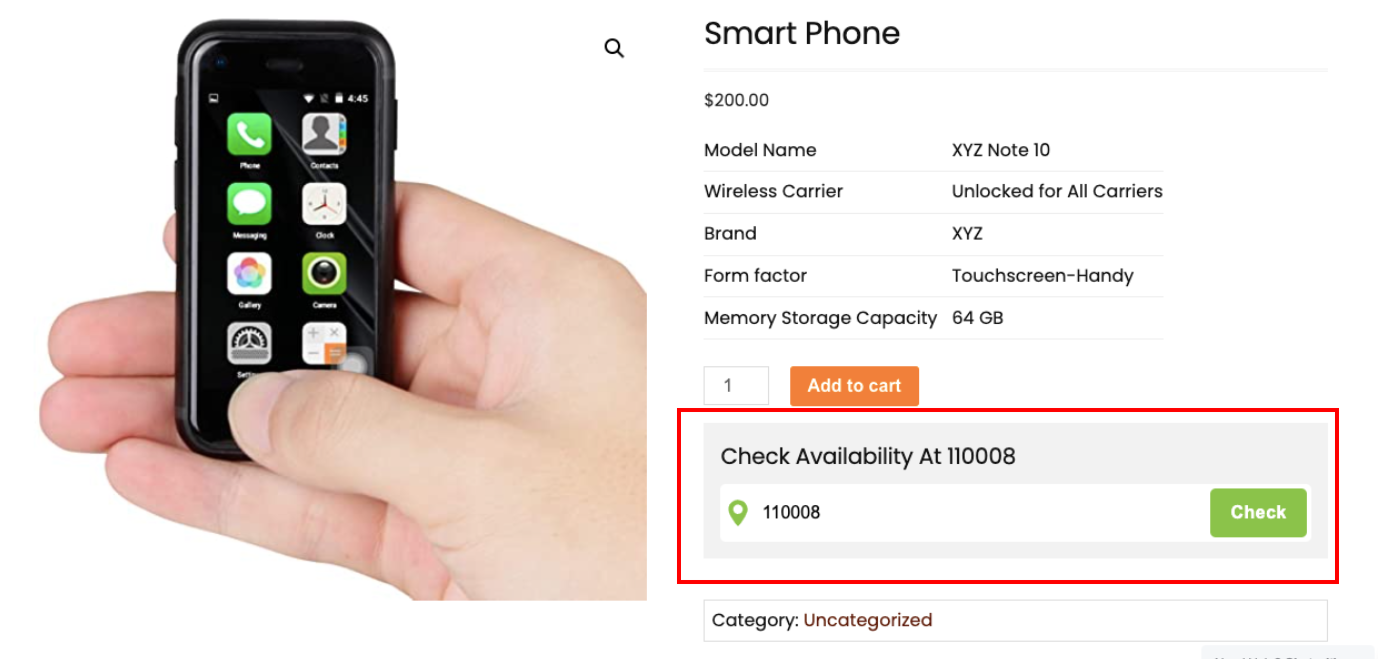 4:45
Phone
Contacts
Messaging
Clock
Gallery
Camera
Smart Phone
$200.00
Model Name XYZ Note 10
Wireless Carrier Unlocked for All Carriers
Brand XYZ
Form factor Touchscreen-Handy
Memory Storage Capacity 64 GB
1 Add to cart
Check Availability At 110008
110008 Check
Category: Uncategorized